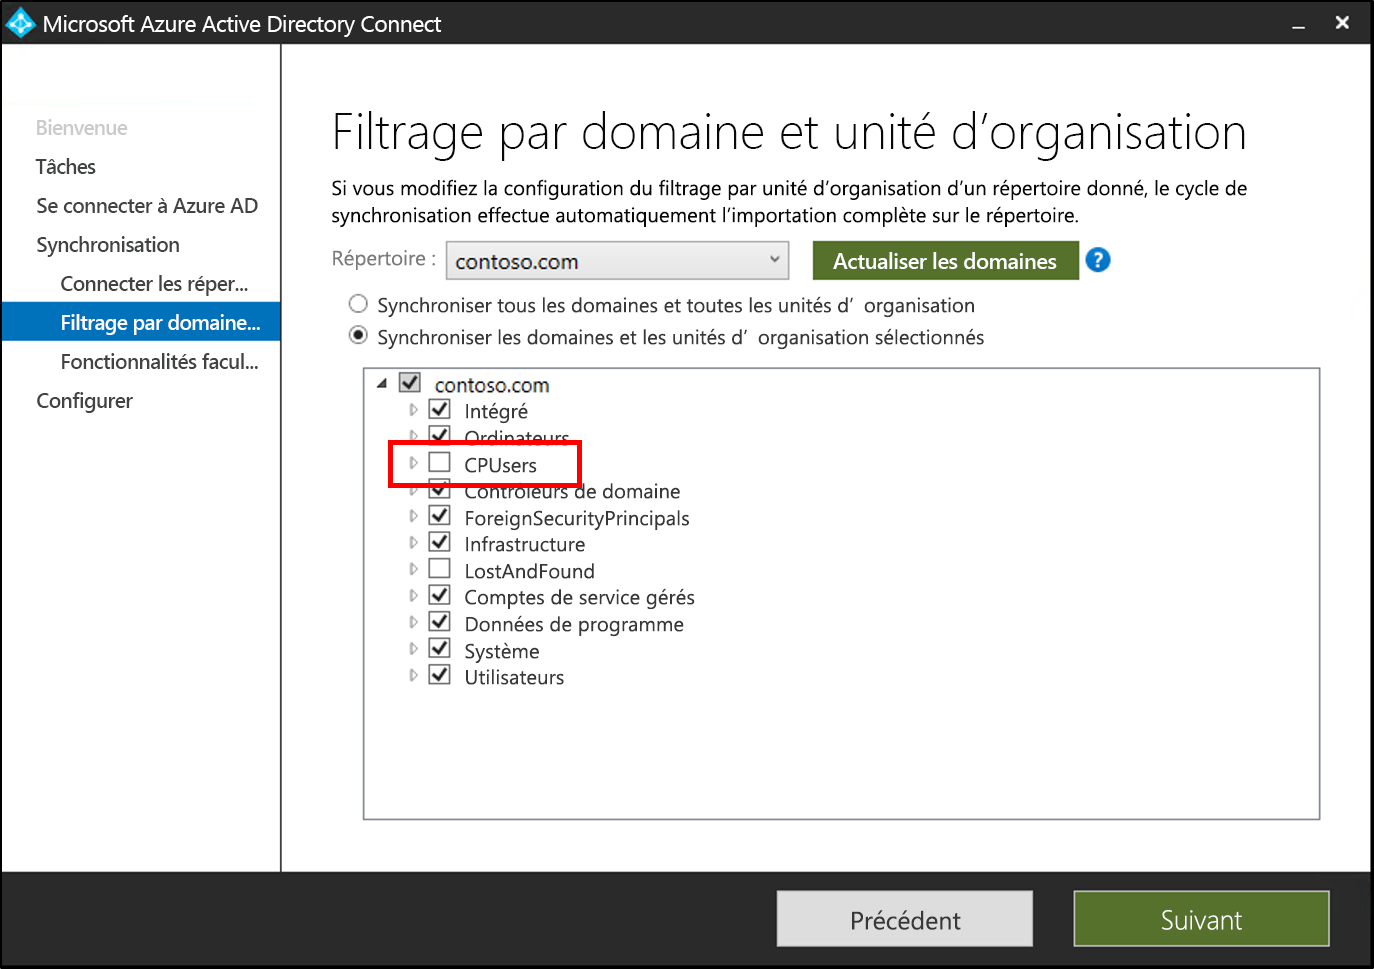 Microsoft Azure Active Directory Connect
Bienvenue
Tâches
Se connecter à Azure AD
Synchronisation
Connecter les réper...
Filtrage par domaine...
Fonctionnalités facul...
Configurer
Filtrage par domaine et unité d’organisation
Si vous modifiez la configuration du filtrage par unité d’organisation d’un répertoire donné, le cycle de
synchronisation effectue automatiquement l’importation complète sur le répertoire.
Répertoire : contoso.com Actualiser les domaines ?
Synchroniser tous les domaines et toutes les unités d’ organisation
Synchroniser les domaines et les unités d’ organisation sélectionnés
contoso.com
Intégré
Ordinateurs
CPUsers
Contrôleurs de domaine
ForeignSecurityPrincipals
Infrastructure
LostAndFound
Comptes de service gérés
Données de programme
Système
Utilisateurs
Précédent Suivant